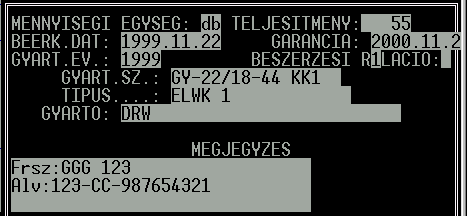 MENNYISEGI EGYSEG: db TELJESITMENY: 55
BEERK.DAT: 1999.11.22 GARANCIA: 2000.11.2
GYART.EV.: 1999 BESZERZESI R1LACIO:
GYART.SZ.: GY-22/18-44 KK1
TIPUS....: ELWK 1
GYARTO: DRW
MEGJEGYZES
Frsz:GGG 123
Alv:123-CC-987654321